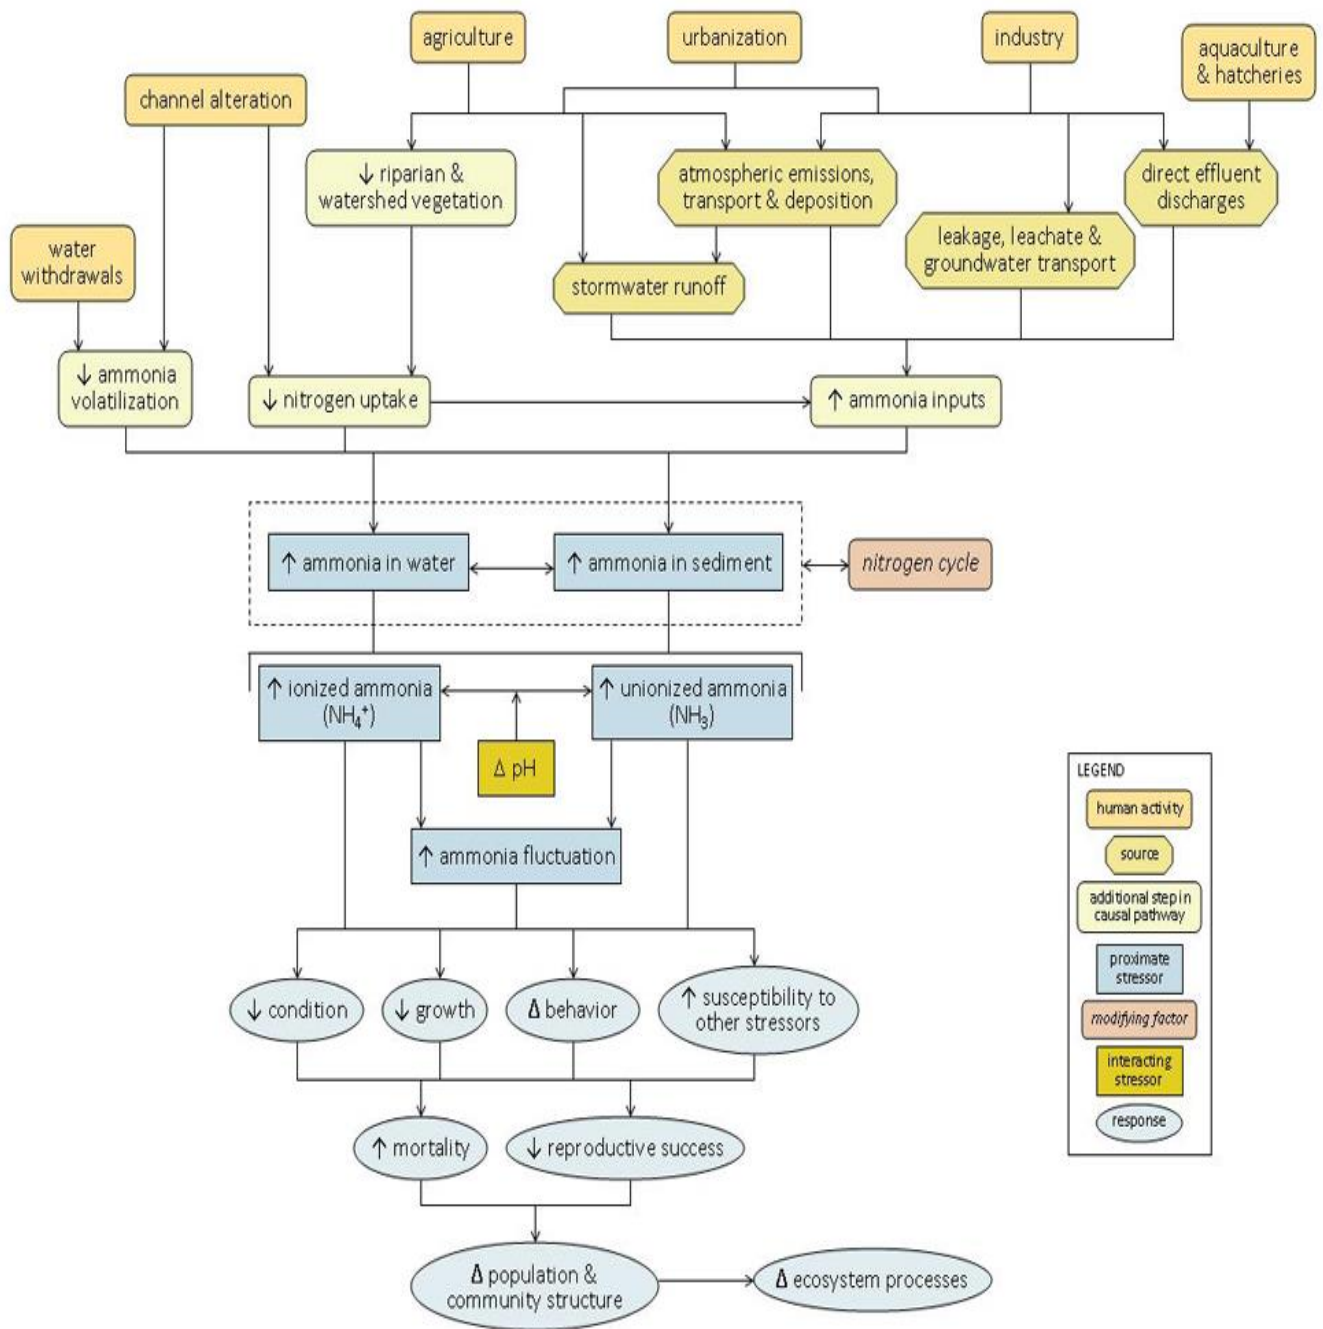 agriculture
urbanization
industry
aquaculture
& hatcheries
channel alteration
↓ riparian &
watershed vegetation
atmospheric emissions,
transport & deposition
direct effluent
discharges
water
withdrawals
leakage, leachate &
groundwater transport
stormwater runoff
↓ ammonia
volatilization
↓ nitrogen uptake
↑ ammonia inputs
↑ ammonia in water
↑ ammonia in sediment
nitrogen cycle
↑ ionized ammonia
(NH₄⁺)
↑ unionized ammonia
(NH₃)
Δ pH
↑ ammonia fluctuation
↓ condition
↓ growth
Δ behavior
↑ susceptibility to
other stressors
↑ mortality
↓ reproductive success
Δ population &
community structure
Δ ecosystem processes
LEGEND
human activity
source
additional step in
causal pathway
proximate
stressor
modifying factor
interacting
stressor
response